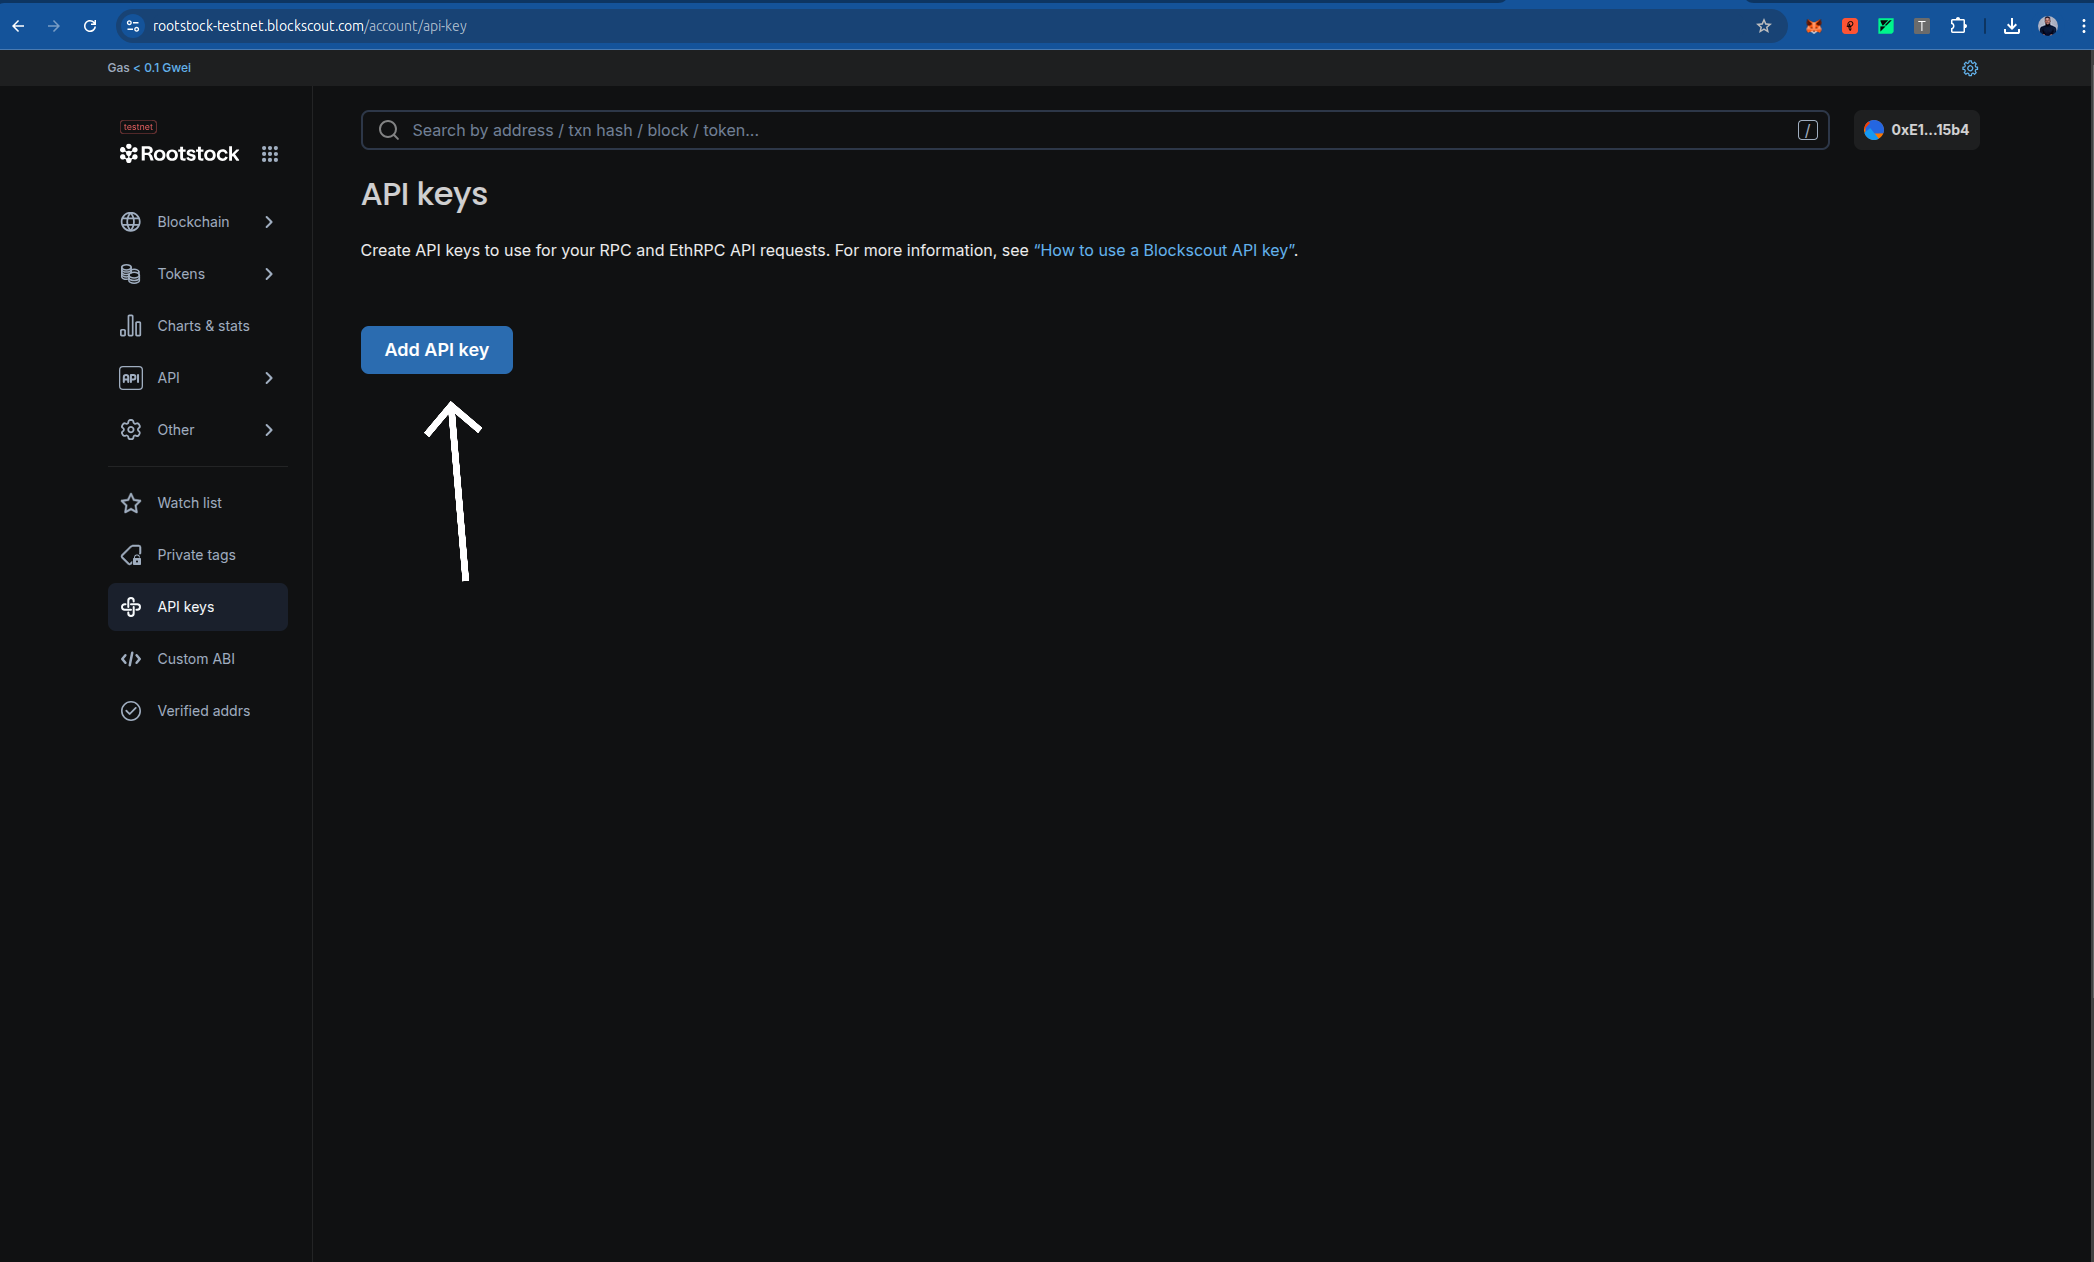 rootstock-testnet.blockscout.com/account/api-key
Gas < 0.1 Gwei
testnet
Rootstock
Search by address / txn hash / block / token...
/
0xE1...15b4
Blockchain
Tokens
Charts & stats
API
API
Other
Watch list
Private tags
API keys
Custom ABI
Verified addrs
API keys
Create API keys to use for your RPC and EthRPC API requests. For more information, see “How to use a Blockscout API key”.
Add API key